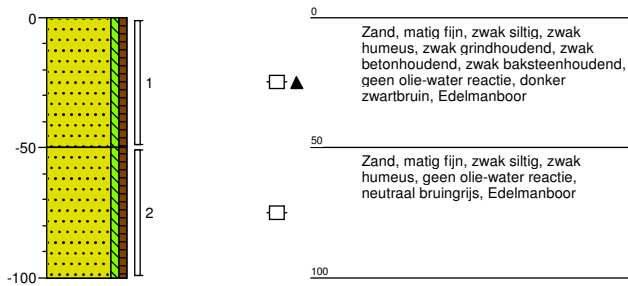 0
-50
-100
1
2
0
Zand, matig fijn, zwak siltig, zwak
humeus, zwak grindhoudend, zwak
betonhoudend, zwak baksteenhoudend,
geen olie-water reactie, donker
zwartbruin, Edelmanboor
50
Zand, matig fijn, zwak siltig, zwak
humeus, geen olie-water reactie,
neutraal bruingrijs, Edelmanboor
100